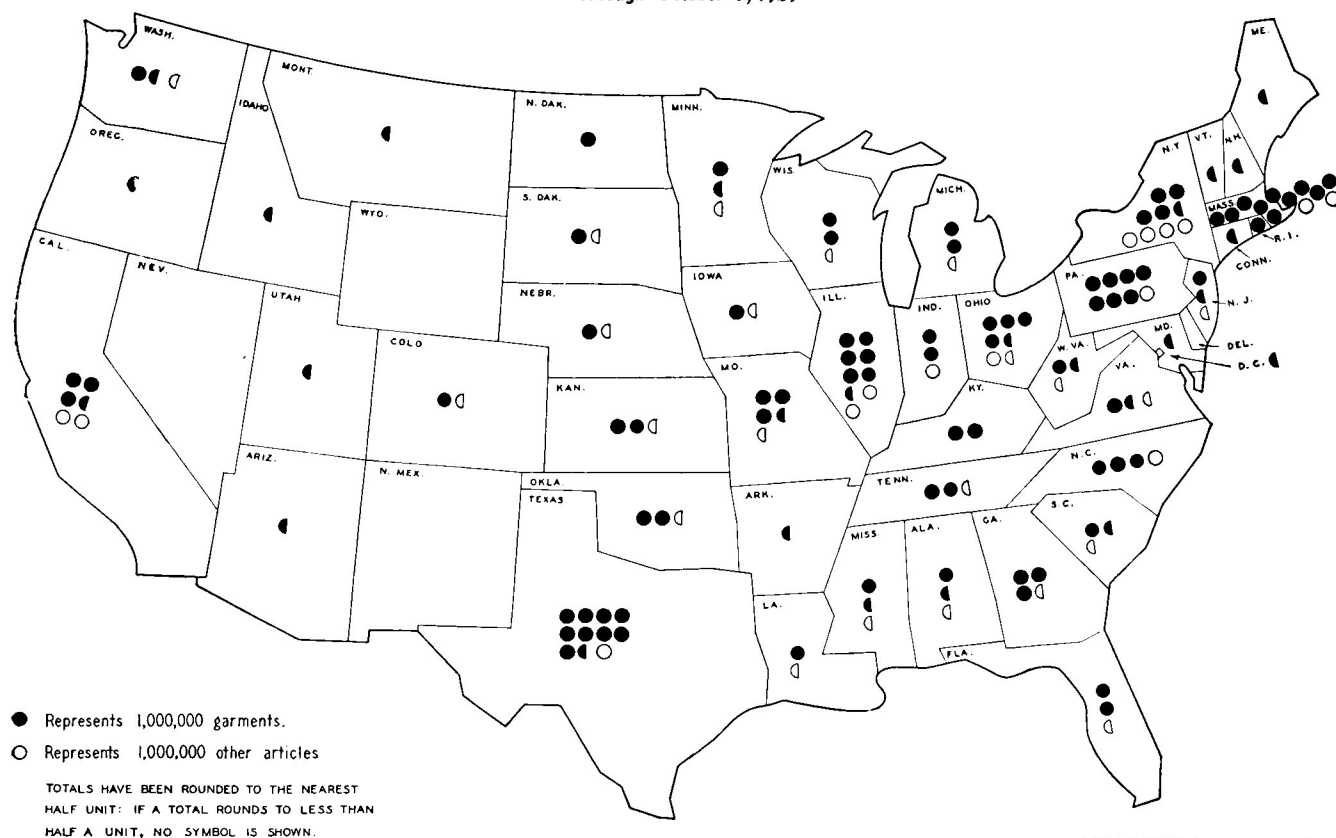 WASH.
MONT.
IDAHO
OREG.
N. DAK.
MINN.
ME.
VT.
N.H.
N.Y
WIS.
MICH.
S. DAK.
WYO.
MASS.
R.I.
CONN.
CAL.
NEV.
UTAH
NEBR.
IOWA
ILL.
IND.
OHIO
PA.
N.J.
MD.
DEL.
D.C.
COLO
KAN.
MO.
KY.
W.VA.
VA.
ARIZ.
N. MEX.
OKLA.
TEXAS
ARK.
TENN.
N.C.
S.C.
MISS.
ALA.
GA.
LA.
FLA.
Represents 1,000,000 garments.
Represents 1,000,000 other articles
TOTALS HAVE BEEN ROUNDED TO THE NEAREST
HALF UNIT: IF A TOTAL ROUNDS TO LESS THAN
HALF A UNIT, NO SYMBOL IS SHOWN.